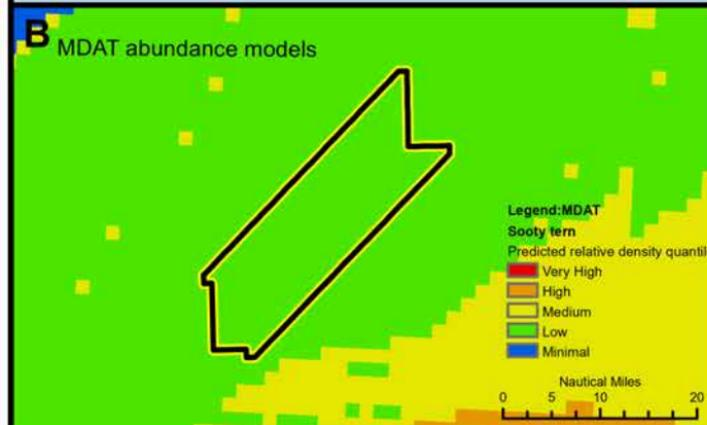 B MDAT abundance models
Legend:MDAT
Sooty tern
Predicted relative density quantil
Very High
High
Medium
Low
Minimal
Nautical Miles
0 5 10 20